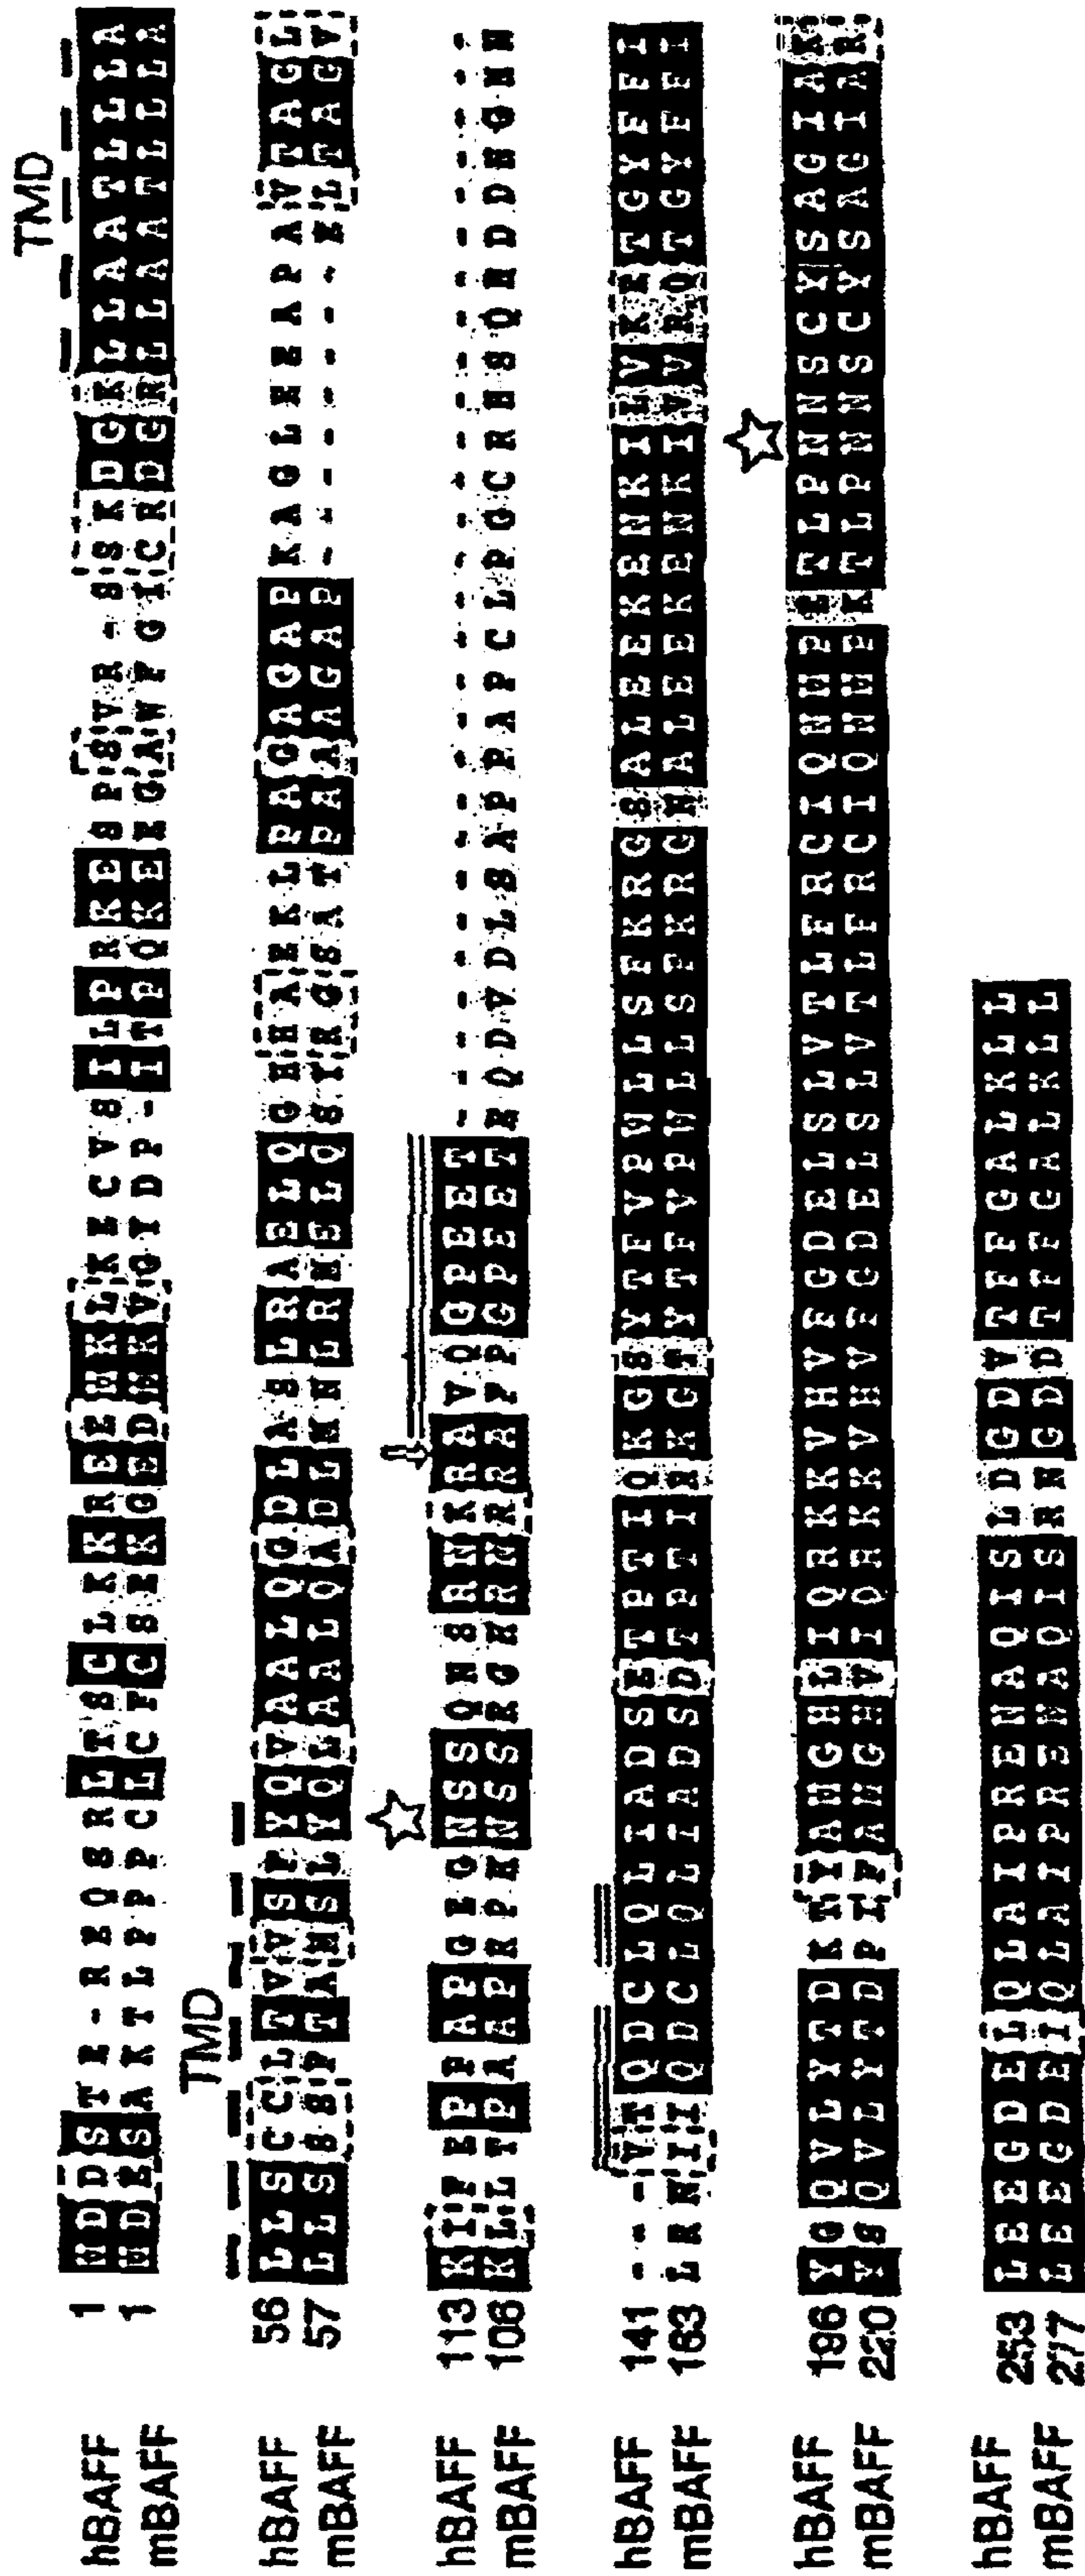 TMD
hBAFF 1 MDDSTE-REQSRLTSCLKKREEMKLKECVSILPRKESPSVR-SSKDGKLLAATLLLA
mBAFF 1 MDESAKTLPPPCLCFCSEKGEDMKVGYDP-ITPQKEEGAWFGICRDGRLLAATLLLA
TMD
hBAFF 56 LLSCCLTVVSFYQVAALQGDLASLRAELQGHHAEKLPAGAGAPKAGLEEAPAVTAGL
mBAFF 57 LLSSSFTAMSLYQLAALQADLMNLRMELQSYRGSATPAAAGAP--------ELTAGV
hBAFF 113 KIFEPPAPGEGNSSQNSRNKRAVQGPEET----------------------------
mBAFF 106 KLLTPAAPRPHNSSRGHRNRRAFPGPEETEQDVDLSAPPAPCLPGCRHSQHDDNGMN
hBAFF 141 --VTQDCLQLIADSETPTIQKGSYTFVPWLLSFKRGSALEEKENKILVKETGYFFI
mBAFF 163 LRNIIQDCLQLIADSDTPTIRKGTYTFVPWLLSFKRGNALEEKENKIVVRQTGYFFI
hBAFF 196 YGQVLYTDKTYAMGHLIQRKKVHVFGDELSLVTLFRCIQNMPETLPNNSCYSAGIAK
mBAFF 220 YSQVLYTDPIFAMGHVIQRKKVHVFGDELSLVTLFRCIQNMPKTLPNNSCYSAGIAR
hBAFF 253 LEEGDELQLAIPRENAQISLDGDVTFFGALKLL
mBAFF 277 LEEGDEIQLAIPRENAQISRNGDDTFFGALKLL